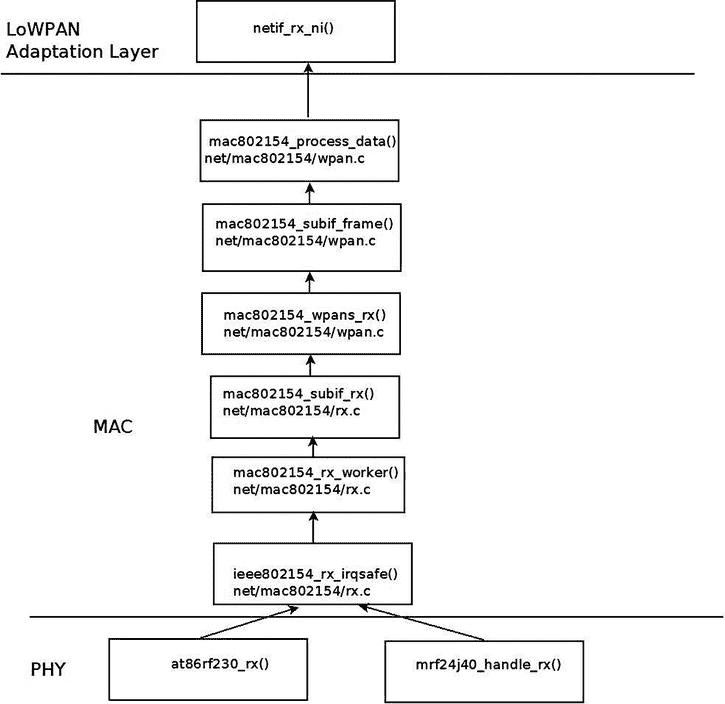 LoWPAN
Adaptation Layer
netif_rx_ni()
mac802154_process_data()
net/mac802154/wpan.c
mac802154_subif_frame()
net/mac802154/wpan.c
mac802154_wpans_rx()
net/mac802154/wpan.c
mac802154_subif_rx()
net/mac802154/rx.c
MAC
mac802154_rx_worker()
net/mac802154/rx.c
ieee802154_rx_irqsafe()
net/mac802154/rx.c
PHY
at86rf230_rx()
mrf24j40_handle_rx()